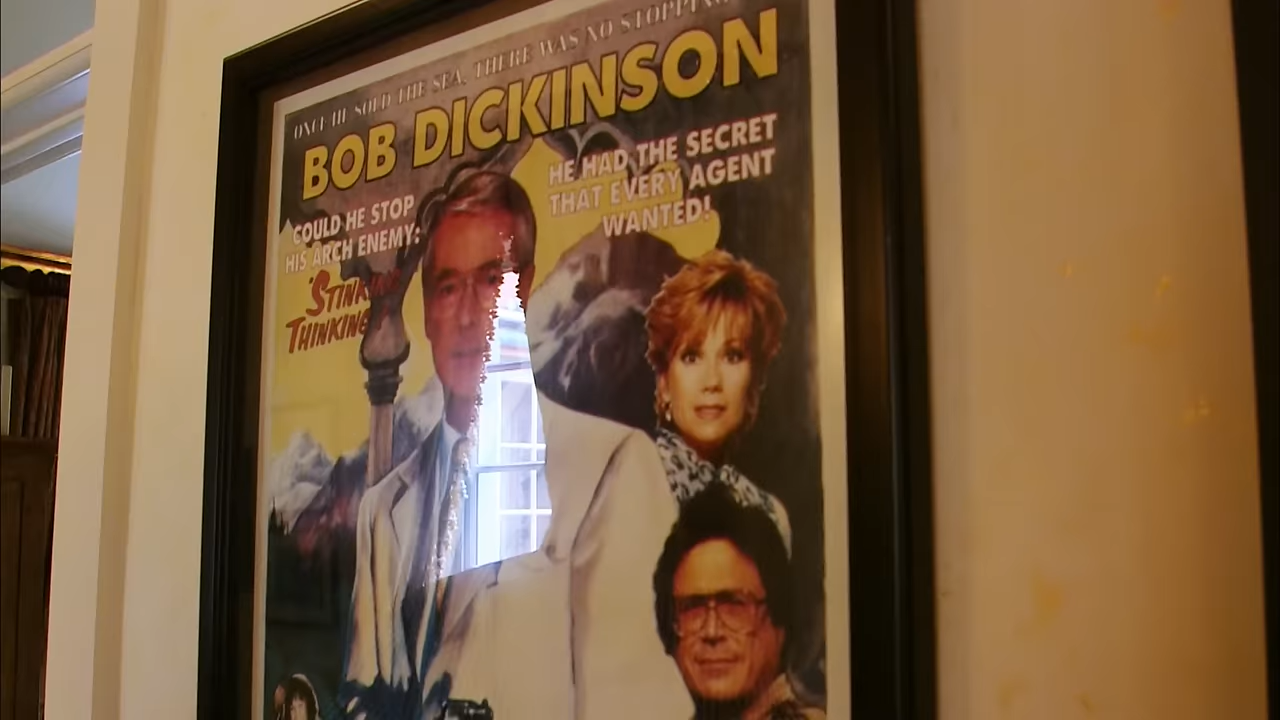 ONCE HE SOLD THE SEA, THERE WAS NO STOPPING
BOB DICKINSON
COULD HE STOP
HIS ARCH ENEMY:
"STINKING
THINKING
HE HAD THE SECRET
THAT EVERY AGENT
WANTED!